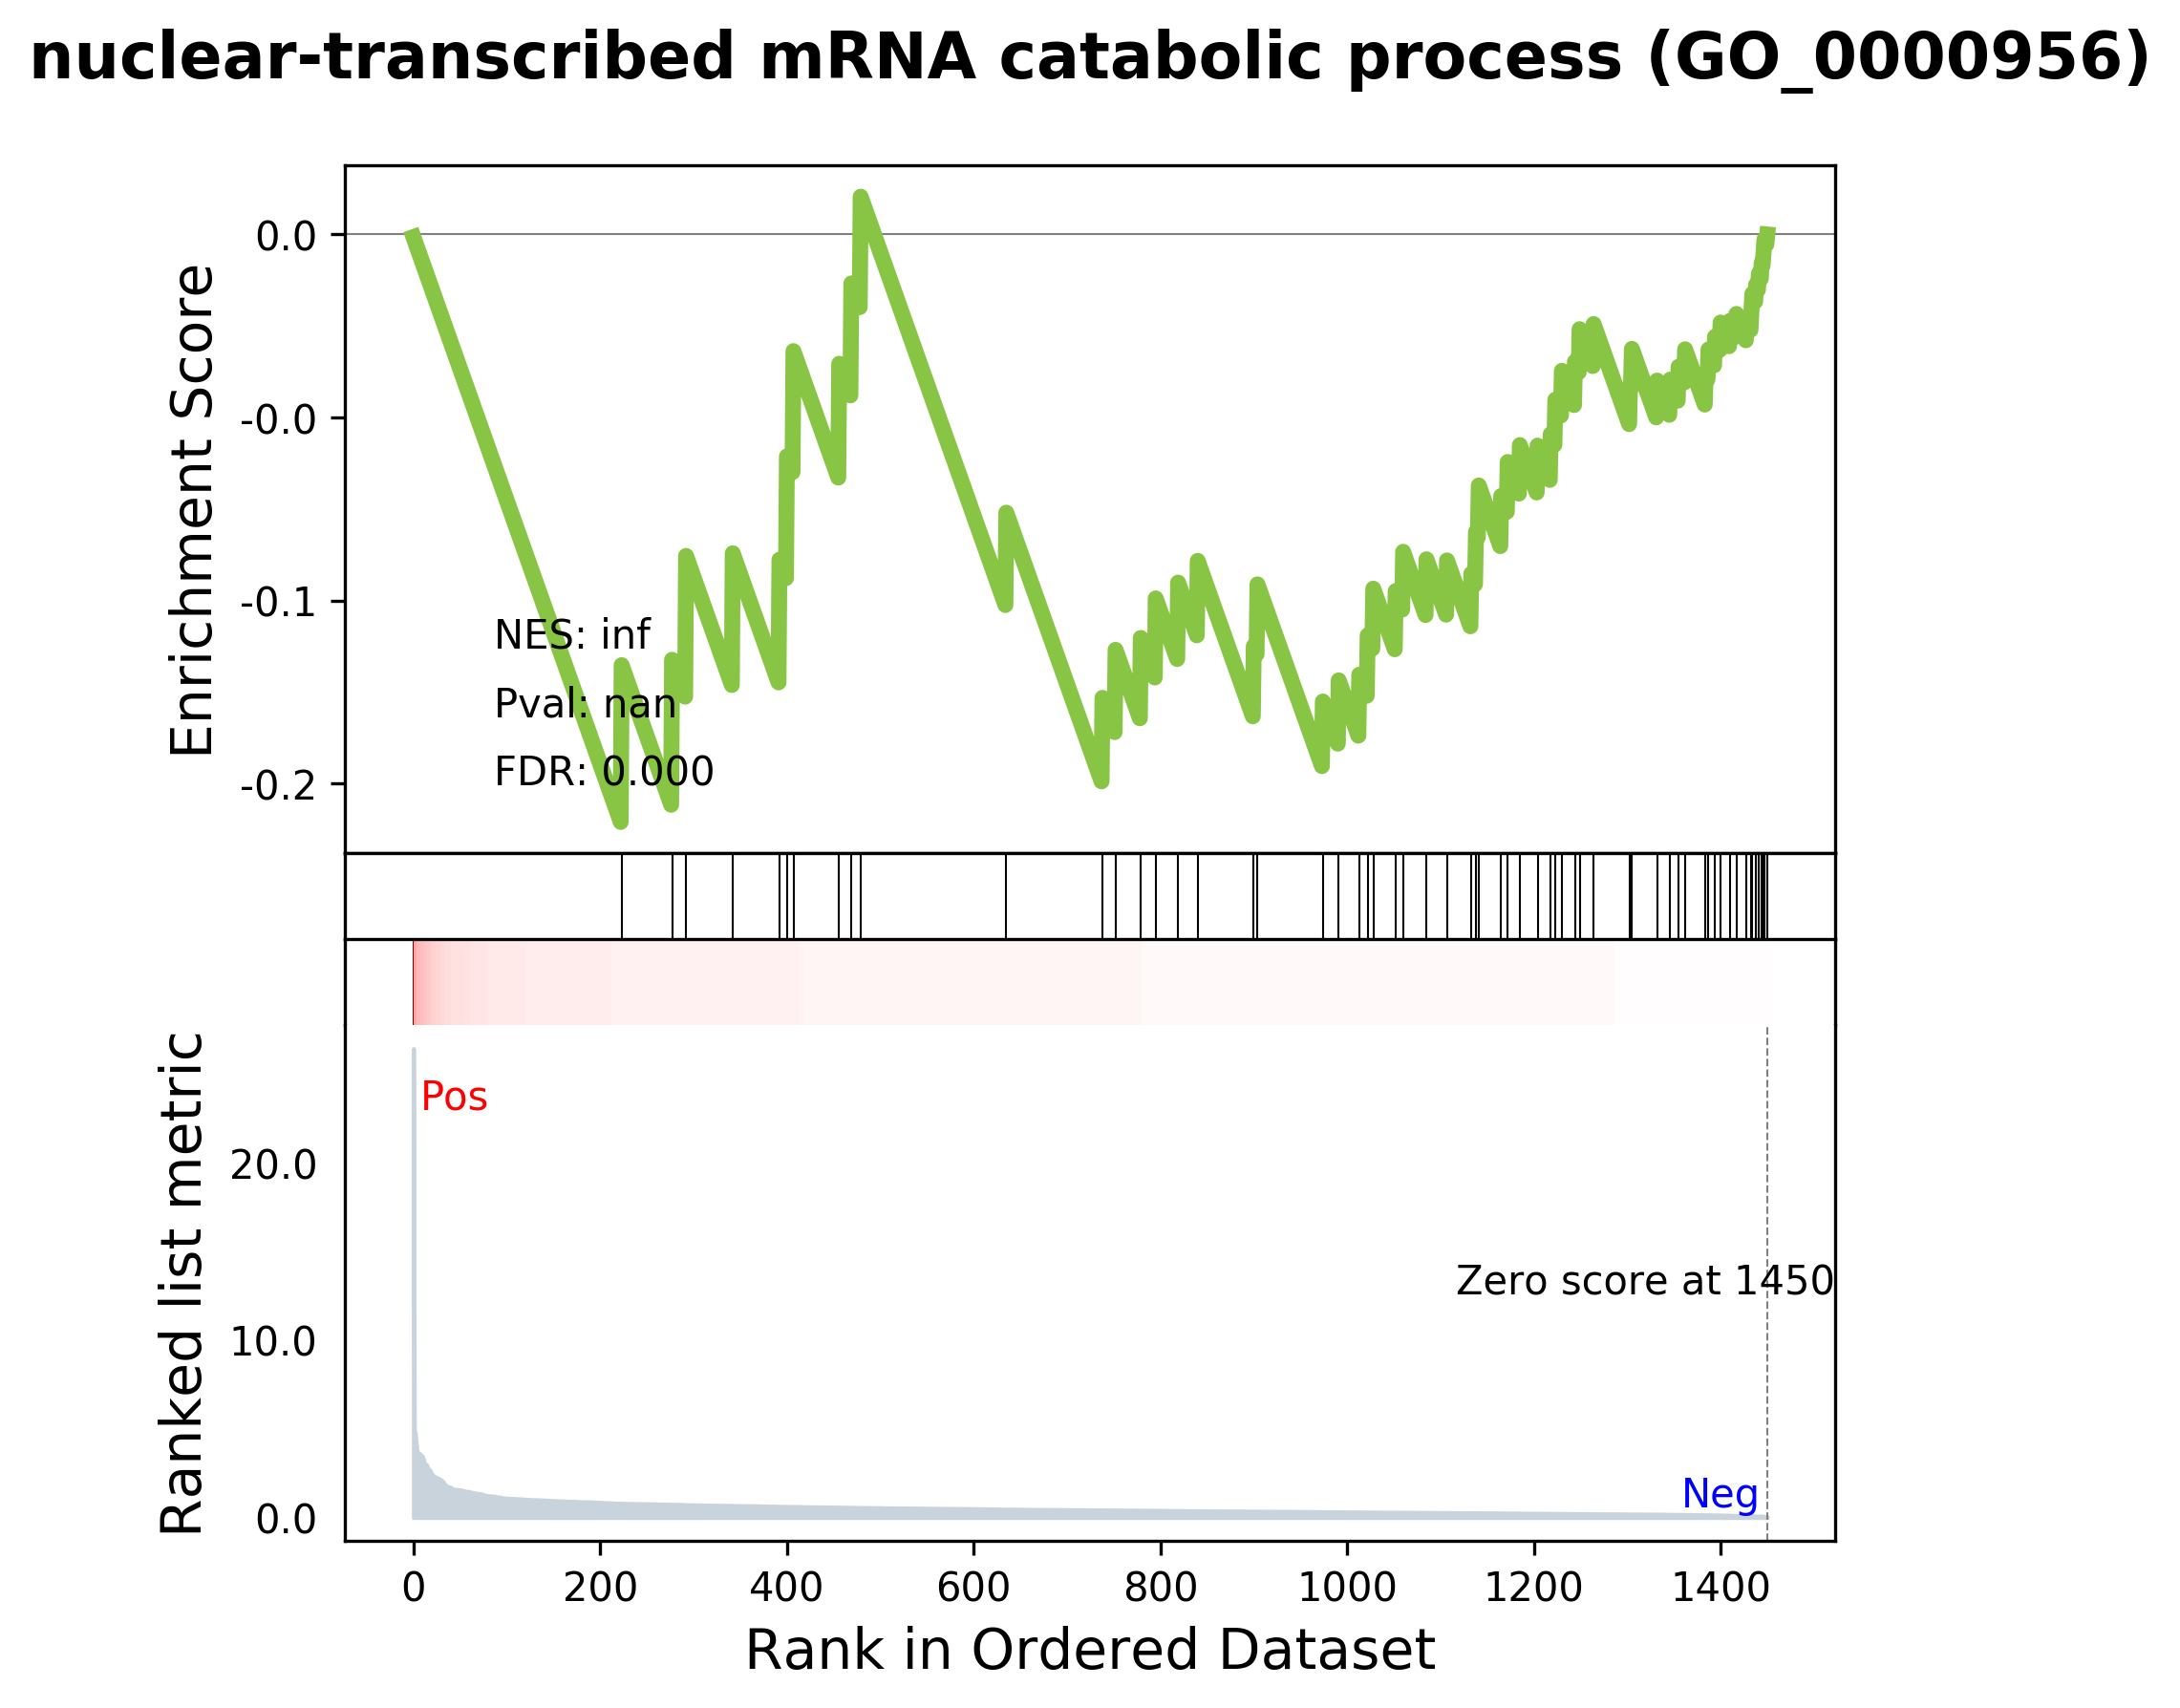 nuclear-transcribed mRNA catabolic process (GO_0000956)
Enrichment Score
0.0
-0.0
-0.1
-0.2
NES: inf
Pval: nan
FDR: 0.000
Ranked list metric
Pos
20.0
Zero score at 1450
10.0
Neg
0.0
0 200 400 600 800 1000 1200 1400
Rank in Ordered Dataset